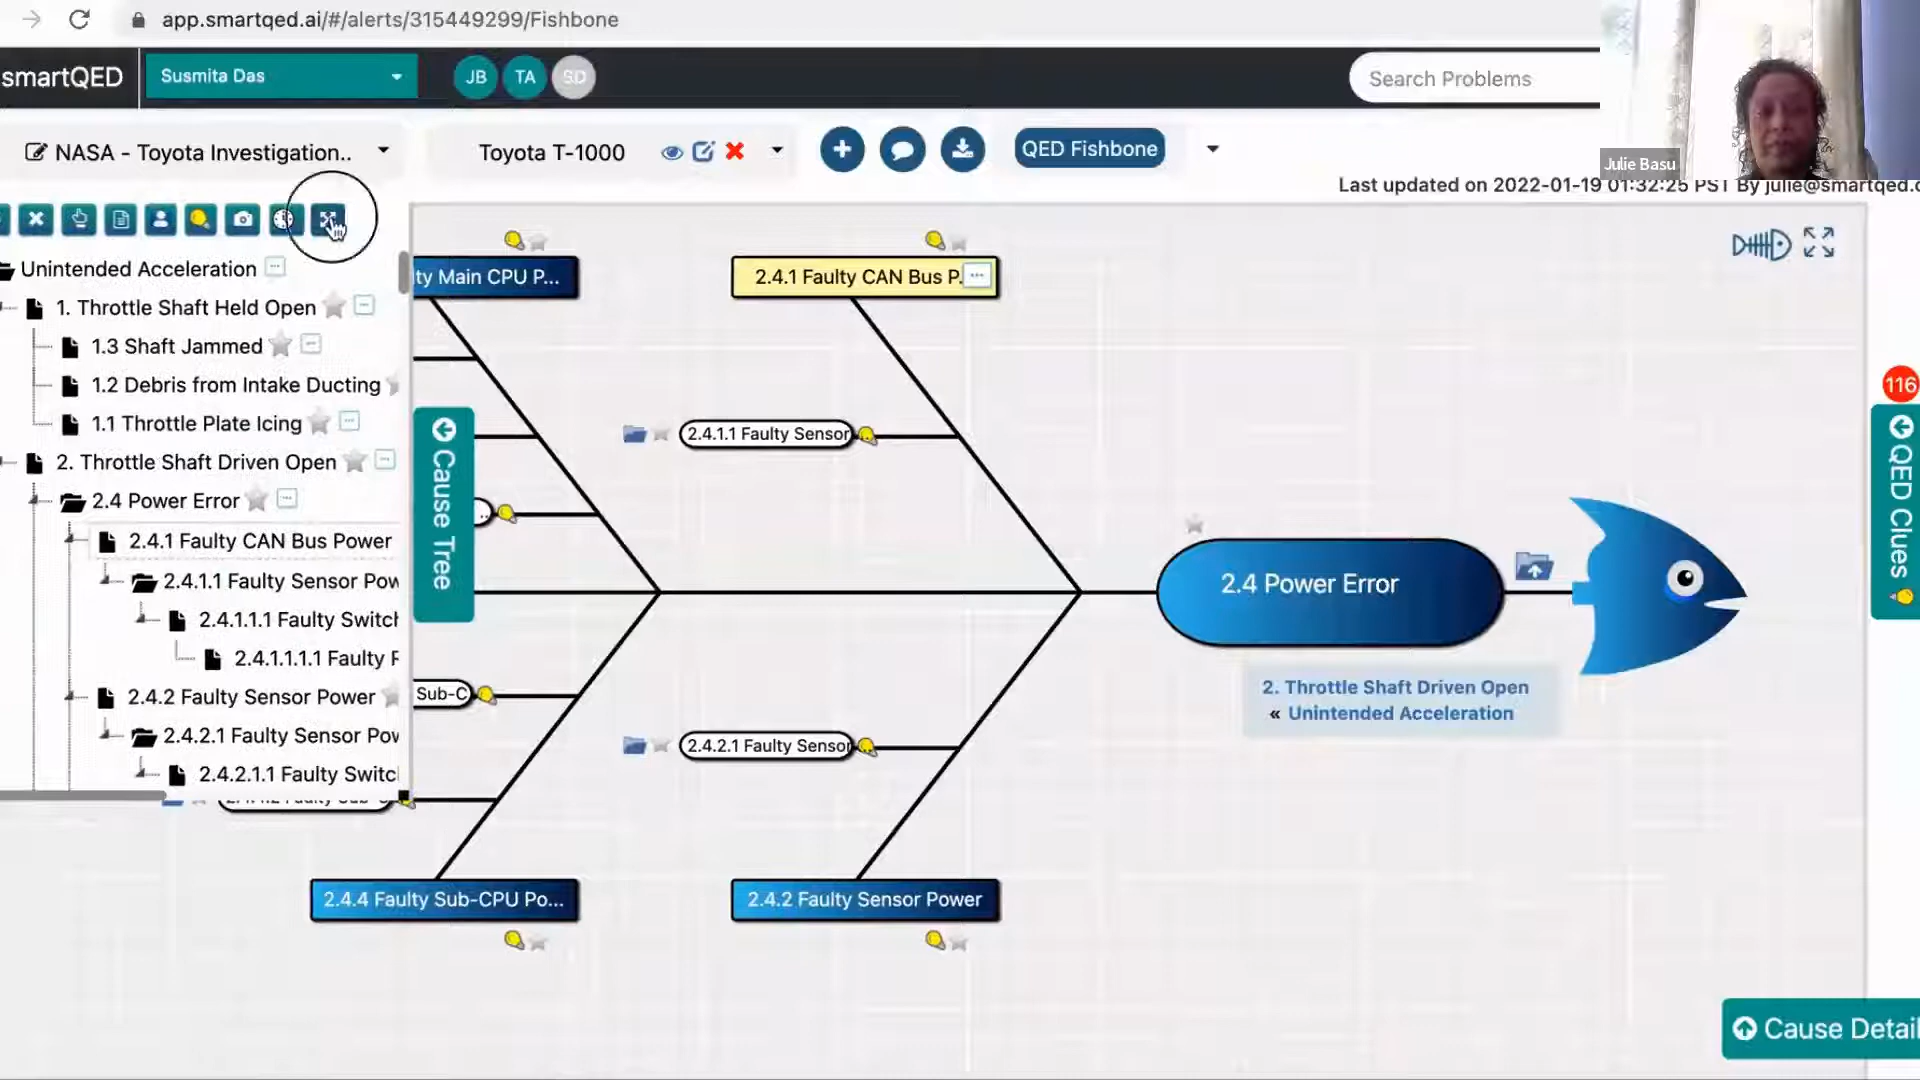 app.smartqed.ai/#/alerts/315449299/Fishbone
smartQED
Susmita Das
JB
TA
SD
Search Problems
Julie Basu
NASA - Toyota Investigation..
Toyota T-1000
QED Fishbone
Last updated on 2022-01-19 01:32:25 PST By julie@smartqed.c
Unintended Acceleration
1. Throttle Shaft Held Open
1.3 Shaft Jammed
1.2 Debris from Intake Ducting
1.1 Throttle Plate Icing
2. Throttle Shaft Driven Open
2.4 Power Error
2.4.1 Faulty CAN Bus Power
2.4.1.1 Faulty Sensor Pow
2.4.1.1.1 Faulty Switch
2.4.1.1.1.1 Faulty F
2.4.2 Faulty Sensor Power
2.4.2.1 Faulty Sensor Pov
2.4.2.1.1 Faulty Switc
Cause Tree
ty Main CPU P...
2.4.1 Faulty CAN Bus P.
2.4.1.1 Faulty Sensor
Sub-C
2.4.2.1 Faulty Sensor
2.4.4 Faulty Sub-CPU Po...
2.4.2 Faulty Sensor Power
2.4 Power Error
2. Throttle Shaft Driven Open
« Unintended Acceleration
116
QED Clues
Cause Detail